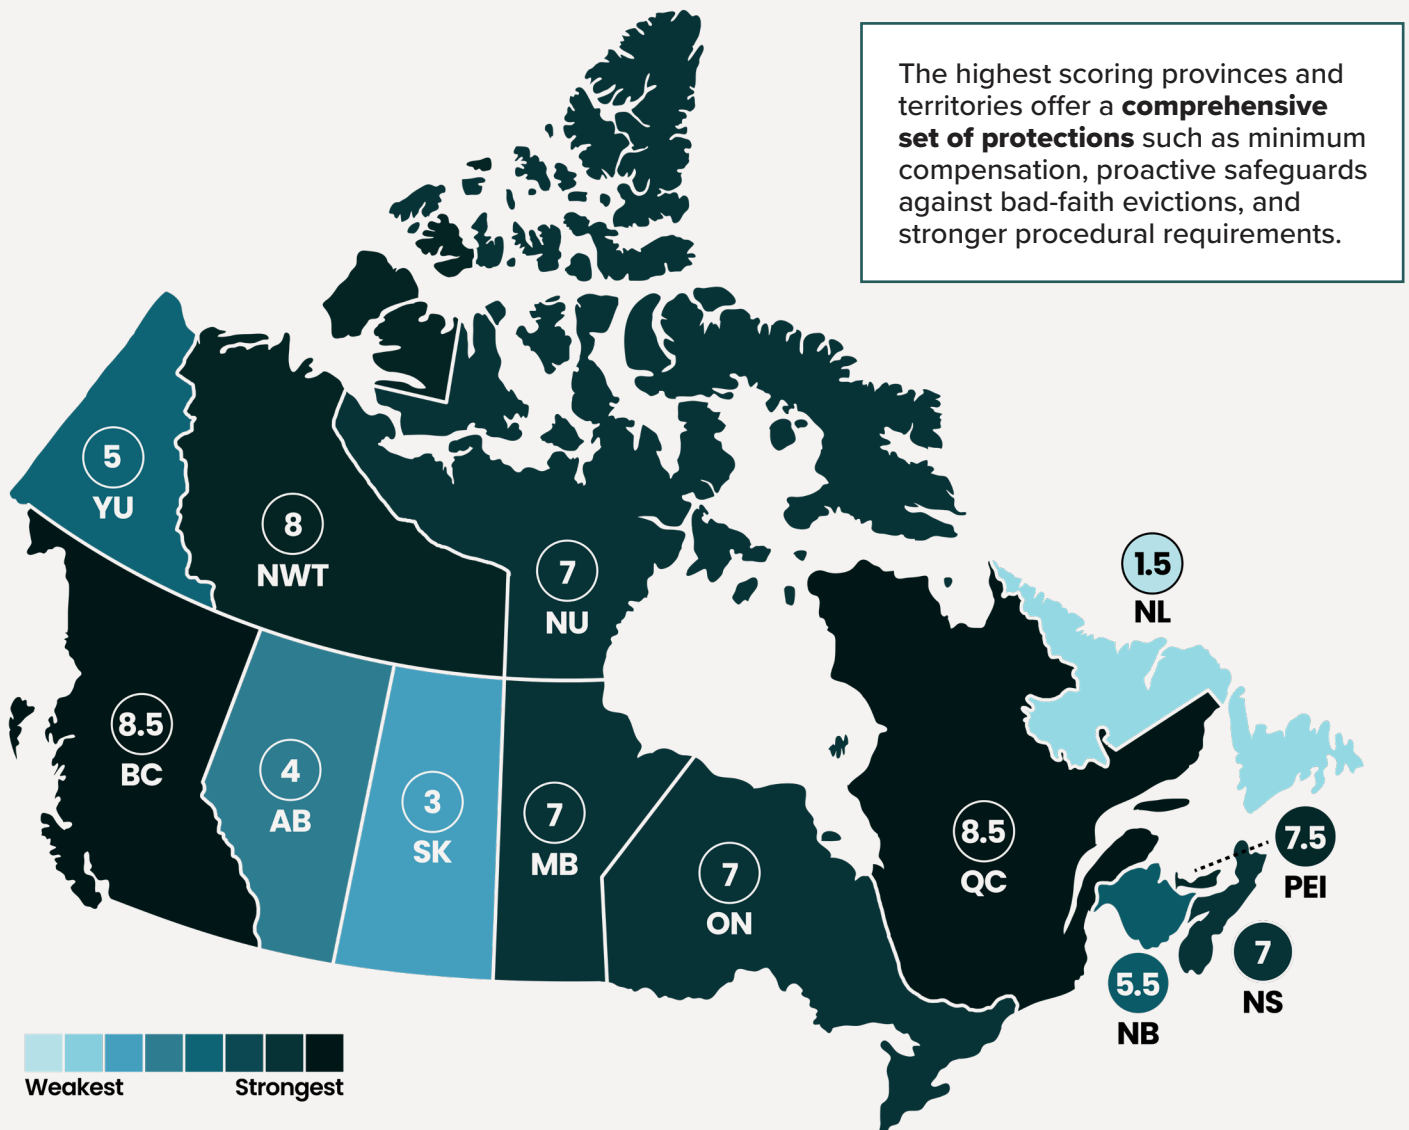 The highest scoring provinces and
territories offer a comprehensive
set of protections such as minimum
compensation, proactive safeguards
against bad-faith evictions, and
stronger procedural requirements.
5
YU
8
NWT
7
NU
1.5
NL
8.5
BC
4
AB
3
SK
7
MB
7
ON
8.5
QC
7.5
PEI
7
NS
5.5
NB
Weakest
Strongest